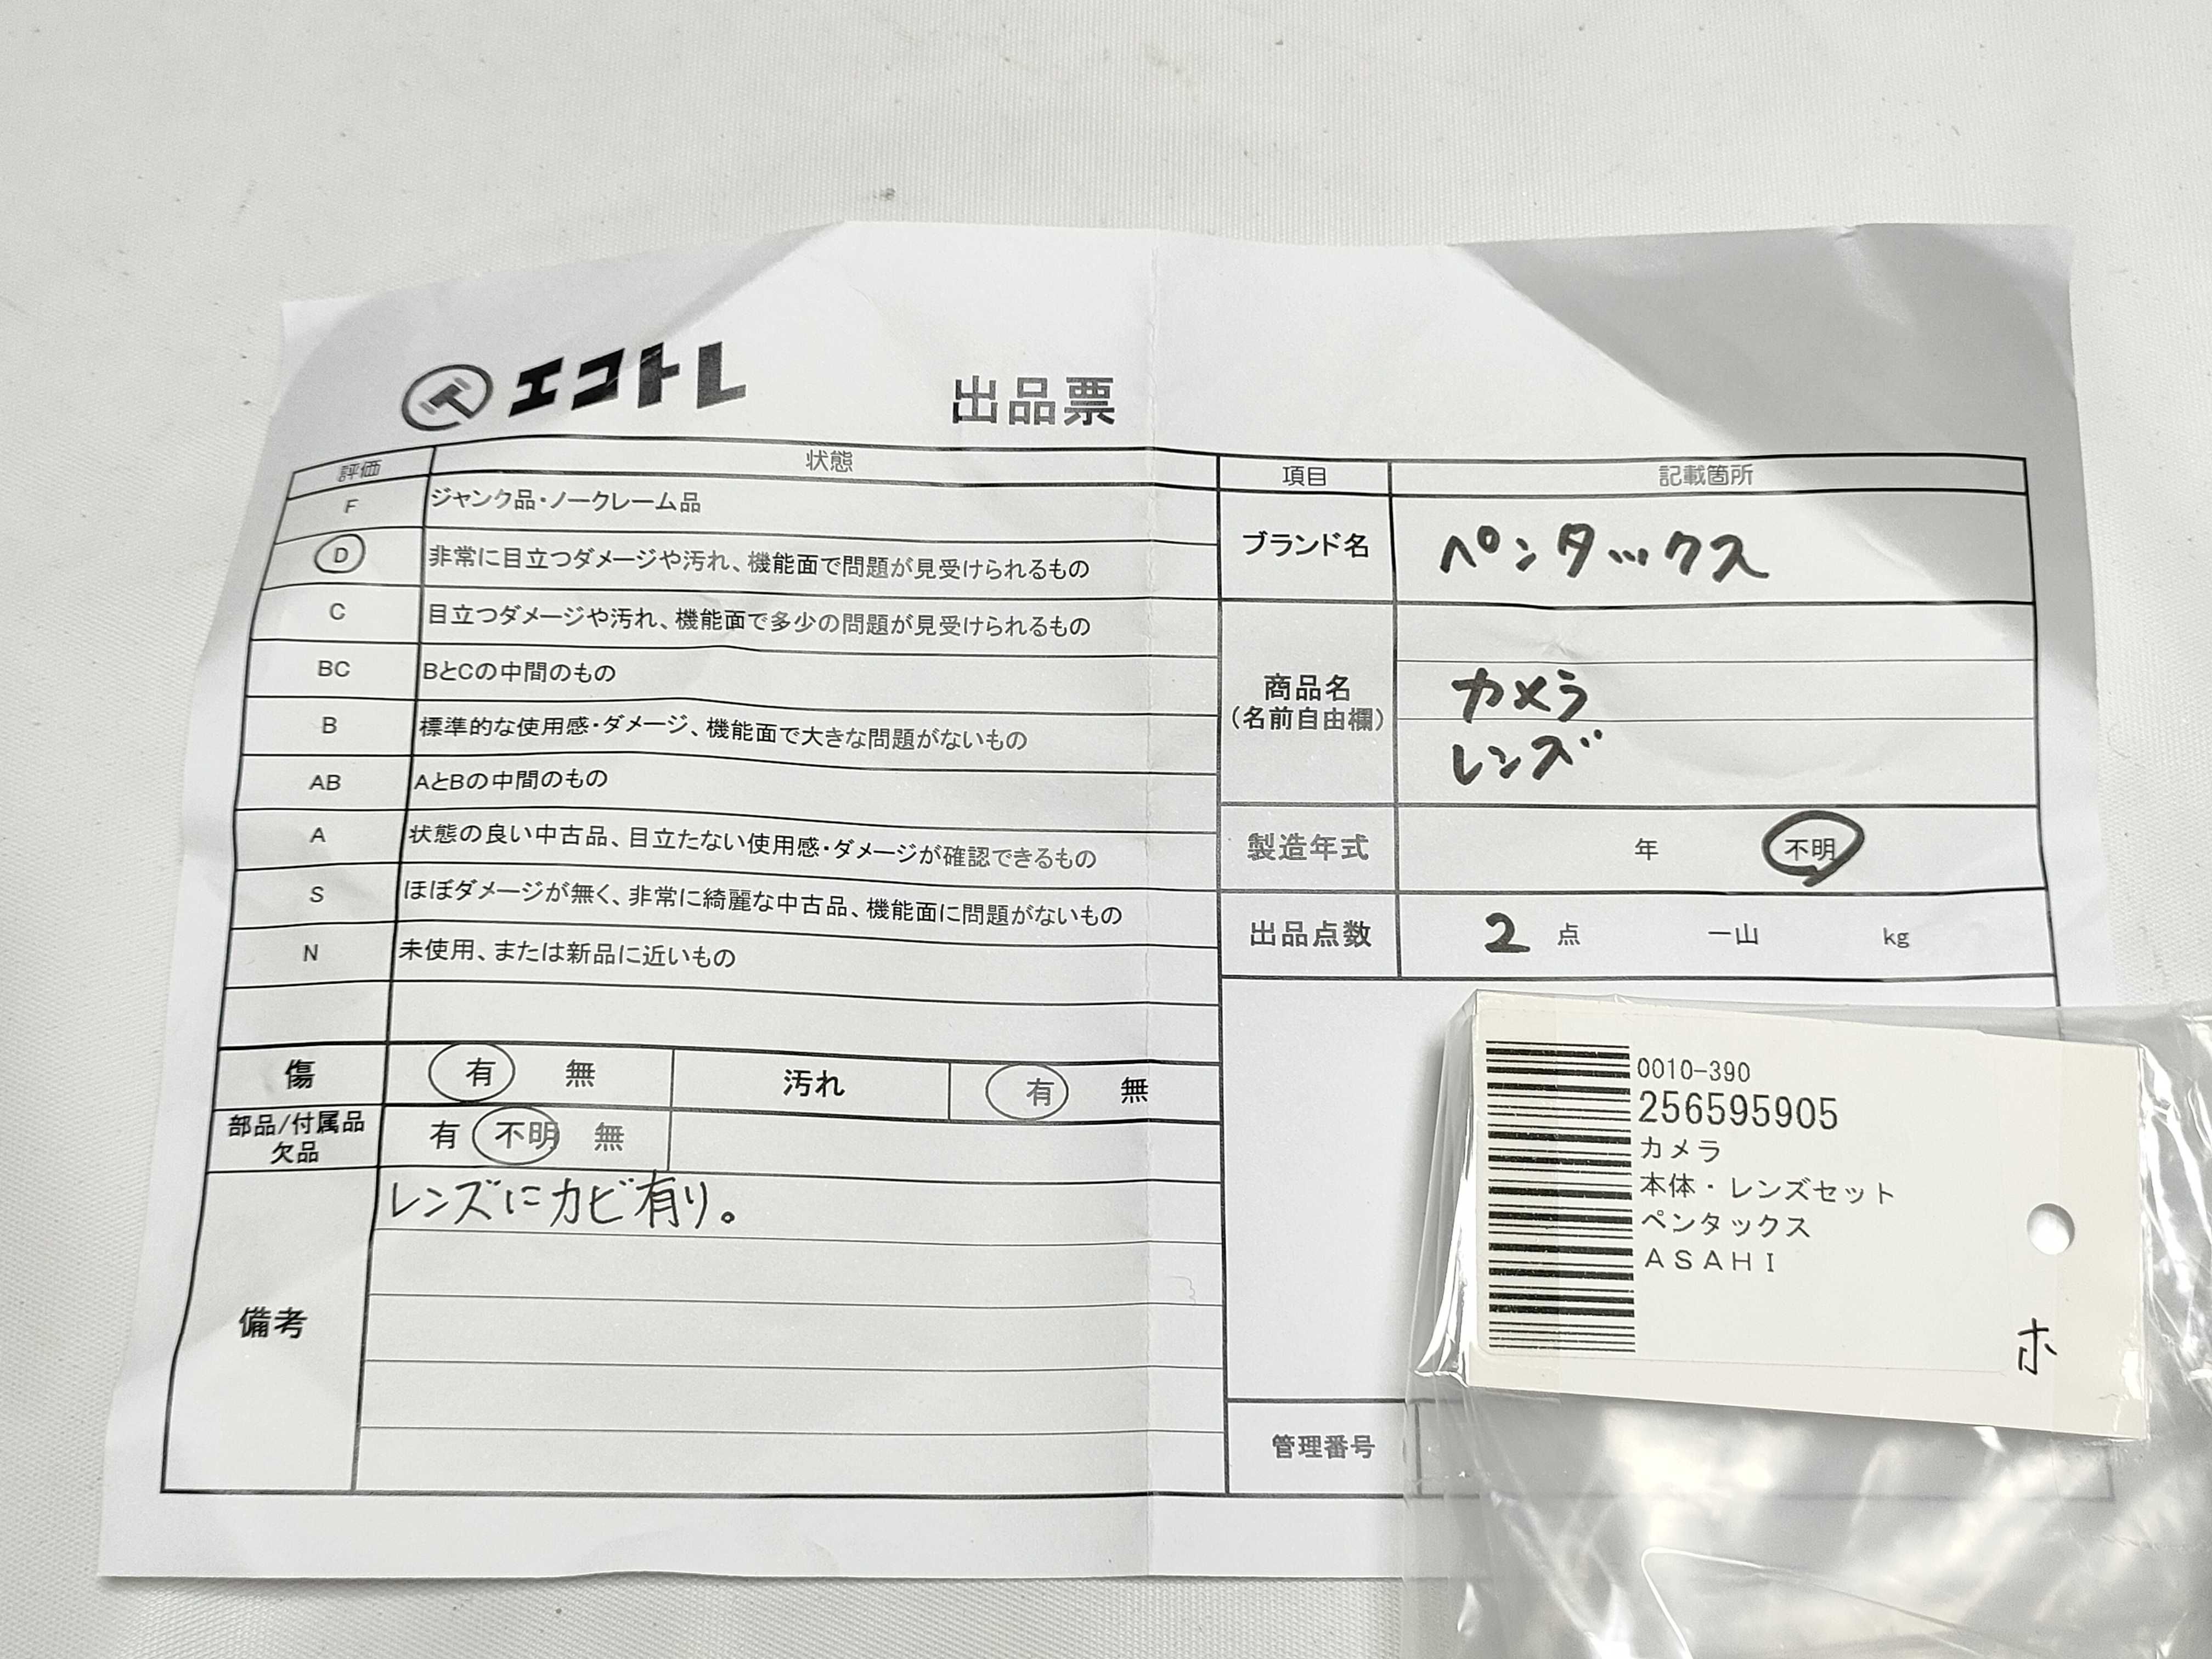 エコトレ
出品票
評価 状態
F ジャンク品・ノークレーム品
D 非常に目立つダメージや汚れ、機能面で問題が見受けられるもの
C 目立つダメージや汚れ、機能面で多少の問題が見受けられるもの
BC BとCの中間のもの
B 標準的な使用感・ダメージ、機能面で大きな問題がないもの
AB AとBの中間のもの
A 状態の良い中古品、目立たない使用感・ダメージが確認できるもの
S ほぼダメージが無く、非常に綺麗な中古品、機能面に問題がないもの
N 未使用、または新品に近いもの
傷 有 無 汚れ 有 無
部品/付属品
欠品
有 不明 無
備考
レンズにカビ有り。
項目 記載箇所
ブランド名 ペンタックス
商品名
(名前自由欄)
カメラ
レンズ
製造年式 年 不明
出品点数 2 点 一山 kg
管理番号
0010-390
256595905
カメラ
本体・レンズセット
ペンタックス
ASAHI
ホ